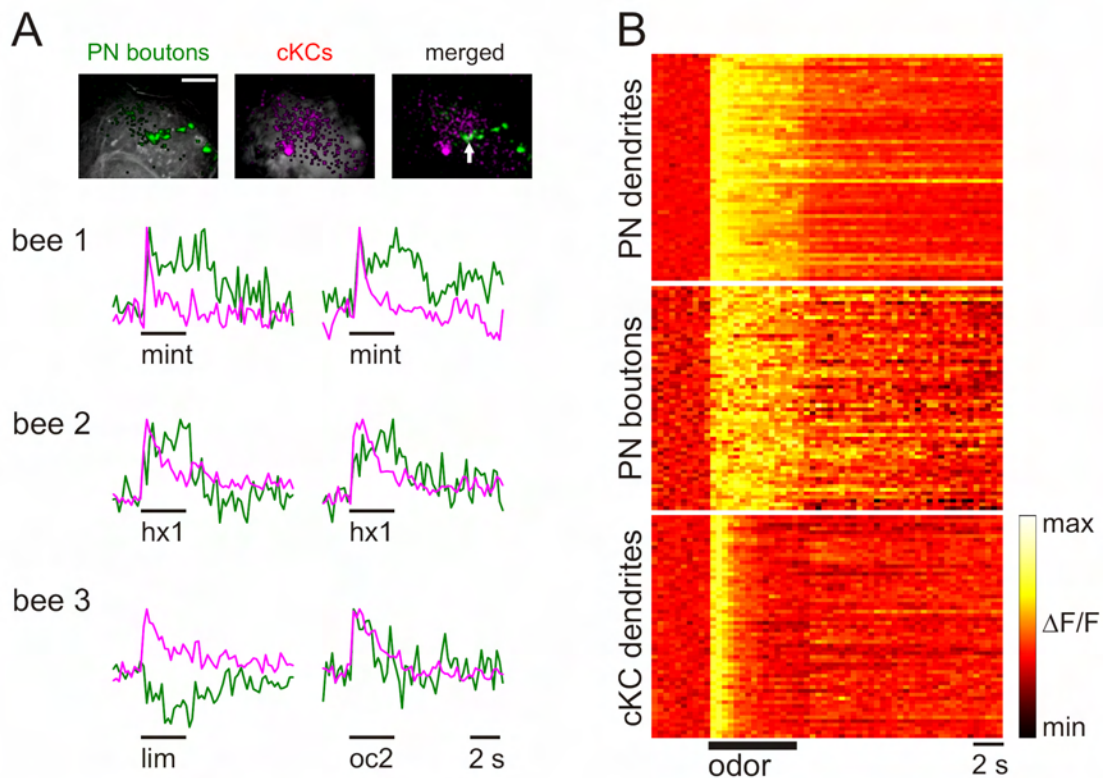 A
PN boutons
cKCs
merged
bee 1
mint
mint
bee 2
hx1
hx1
bee 3
lim
oc2
2 s
B
PN dendrites
PN boutons
cKC dendrites
max
ΔF/F
min
odor
2 s